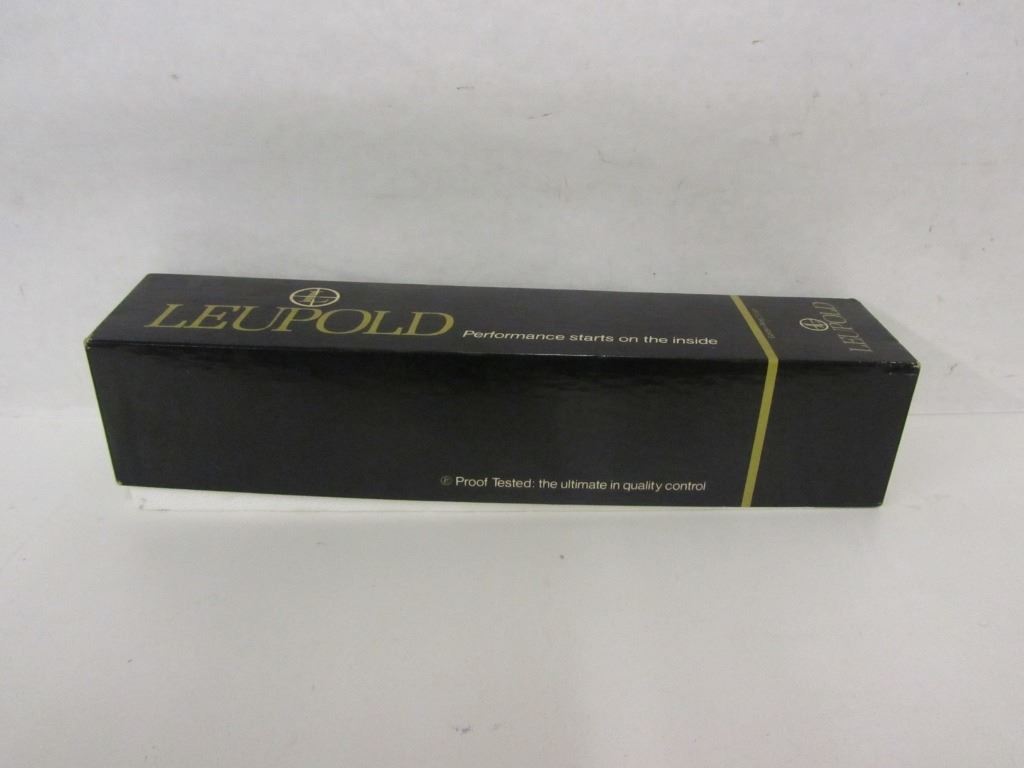 LEUPOLD
Performance starts on the inside
LEUPOLD
Proof Tested: the ultimate in quality control